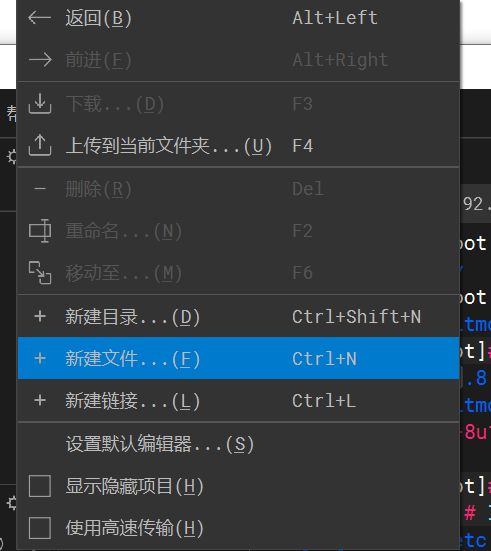 返回(B) Alt+Left
前进(F) Alt+Right
下载...(D) F3
上传到当前文件夹...(U) F4
删除(R) Del
重命名...(N) F2
移动至...(M) F6
新建目录...(D) Ctrl+Shift+N
新建文件...(F) Ctrl+N
新建链接...(L) Ctrl+L
设置默认编辑器...(S)
显示隐藏项目(H)
使用高速传输(H)
92.